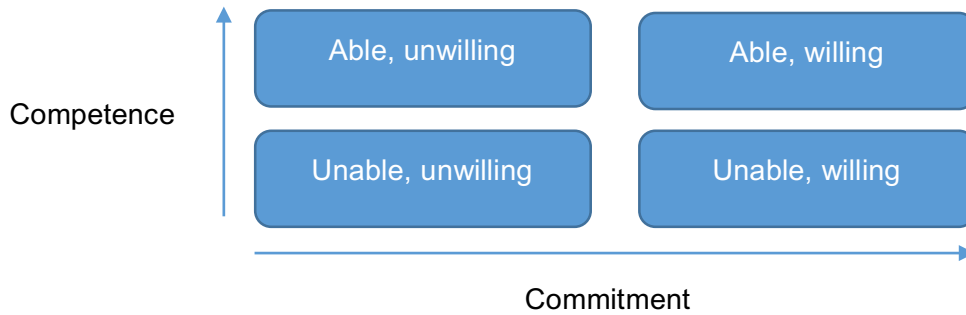 Able, unwilling
Able, willing
Competence
Unable, unwilling
Unable, willing
Commitment